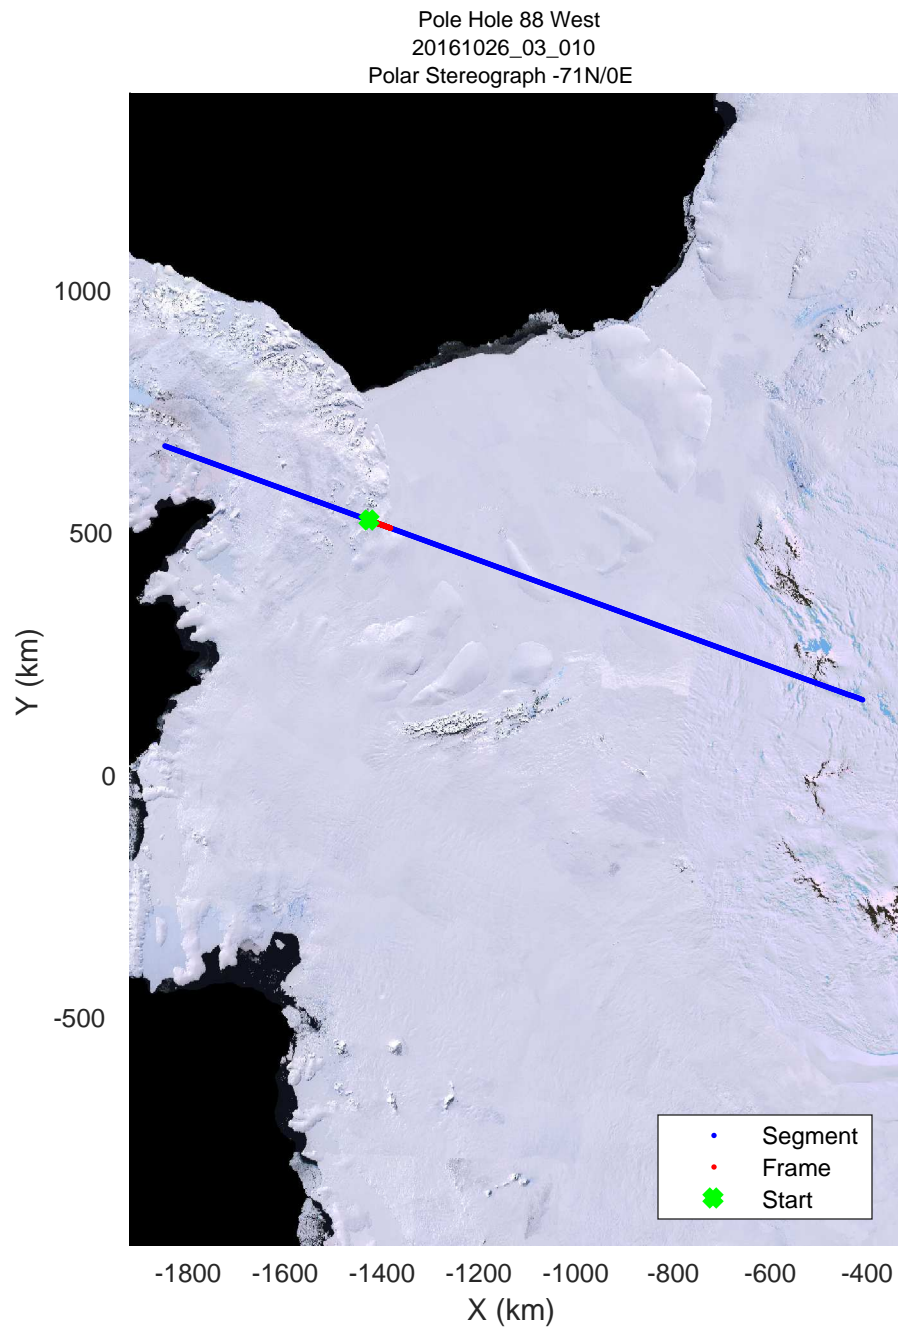 Pole Hole 88 West
20161026_03_010
Polar Stereograph -71N/0E
1000
500
0
-500
Y (km)
Segment
Frame
Start
-1800 -1600 -1400 -1200 -1000 -800 -600 -400
X (km)